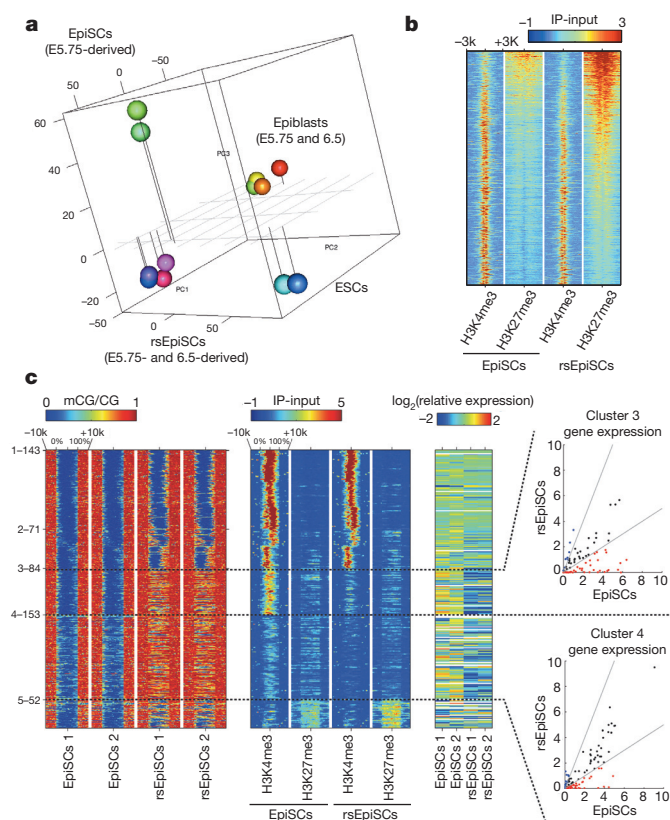 a
EpiSCs
(E5.75-derived)
50
0
−50
60
40
20
0
−20
PC3
Epiblasts
(E5.75 and 6.5)
PC2
PC1
ESCs
−50
0
50
rsEpiSCs
(E5.75- and 6.5-derived)
b
−1 IP-input 3
−3k +3K
H3K4me3
H3K27me3
H3K4me3
H3K27me3
EpiSCs rsEpiSCs
c
0 mCG/CG 1
−10k +10k
0% 100%
1–143
2–71
3–84
4–153
5–52
EpiSCs 1
EpiSCs 2
rsEpiSCs 1
rsEpiSCs 2
−1 IP-input 5
−10k +10k
0% 100%
H3K4me3
H3K27me3
H3K4me3
H3K27me3
EpiSCs rsEpiSCs
log2(relative expression)
−2 2
EpiSCs 1
EpiSCs 2
rsEpiSCs 1
rsEpiSCs 2
Cluster 3
gene expression
rsEpiSCs
10
8
6
4
2
0
0 2 4 6 8 10
EpiSCs
Cluster 4
gene expression
rsEpiSCs
10
8
6
4
2
0
0 2 4 6 8 10
EpiSCs